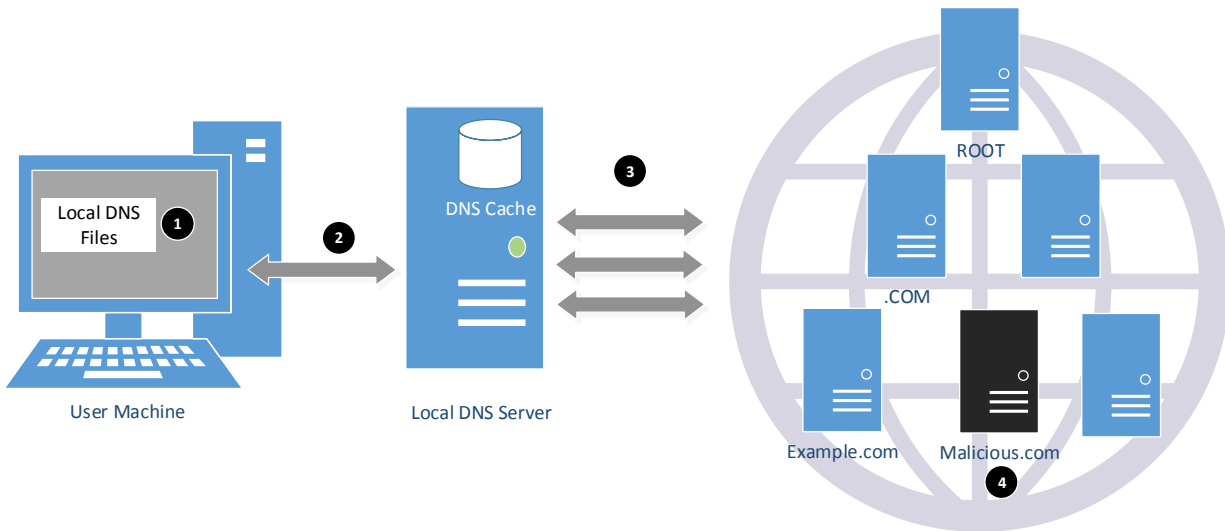 ROOT
3
DNS Cache
Local DNS
Files
1
2
.COM
User Machine
Local DNS Server
Example.com
Malicious.com
4